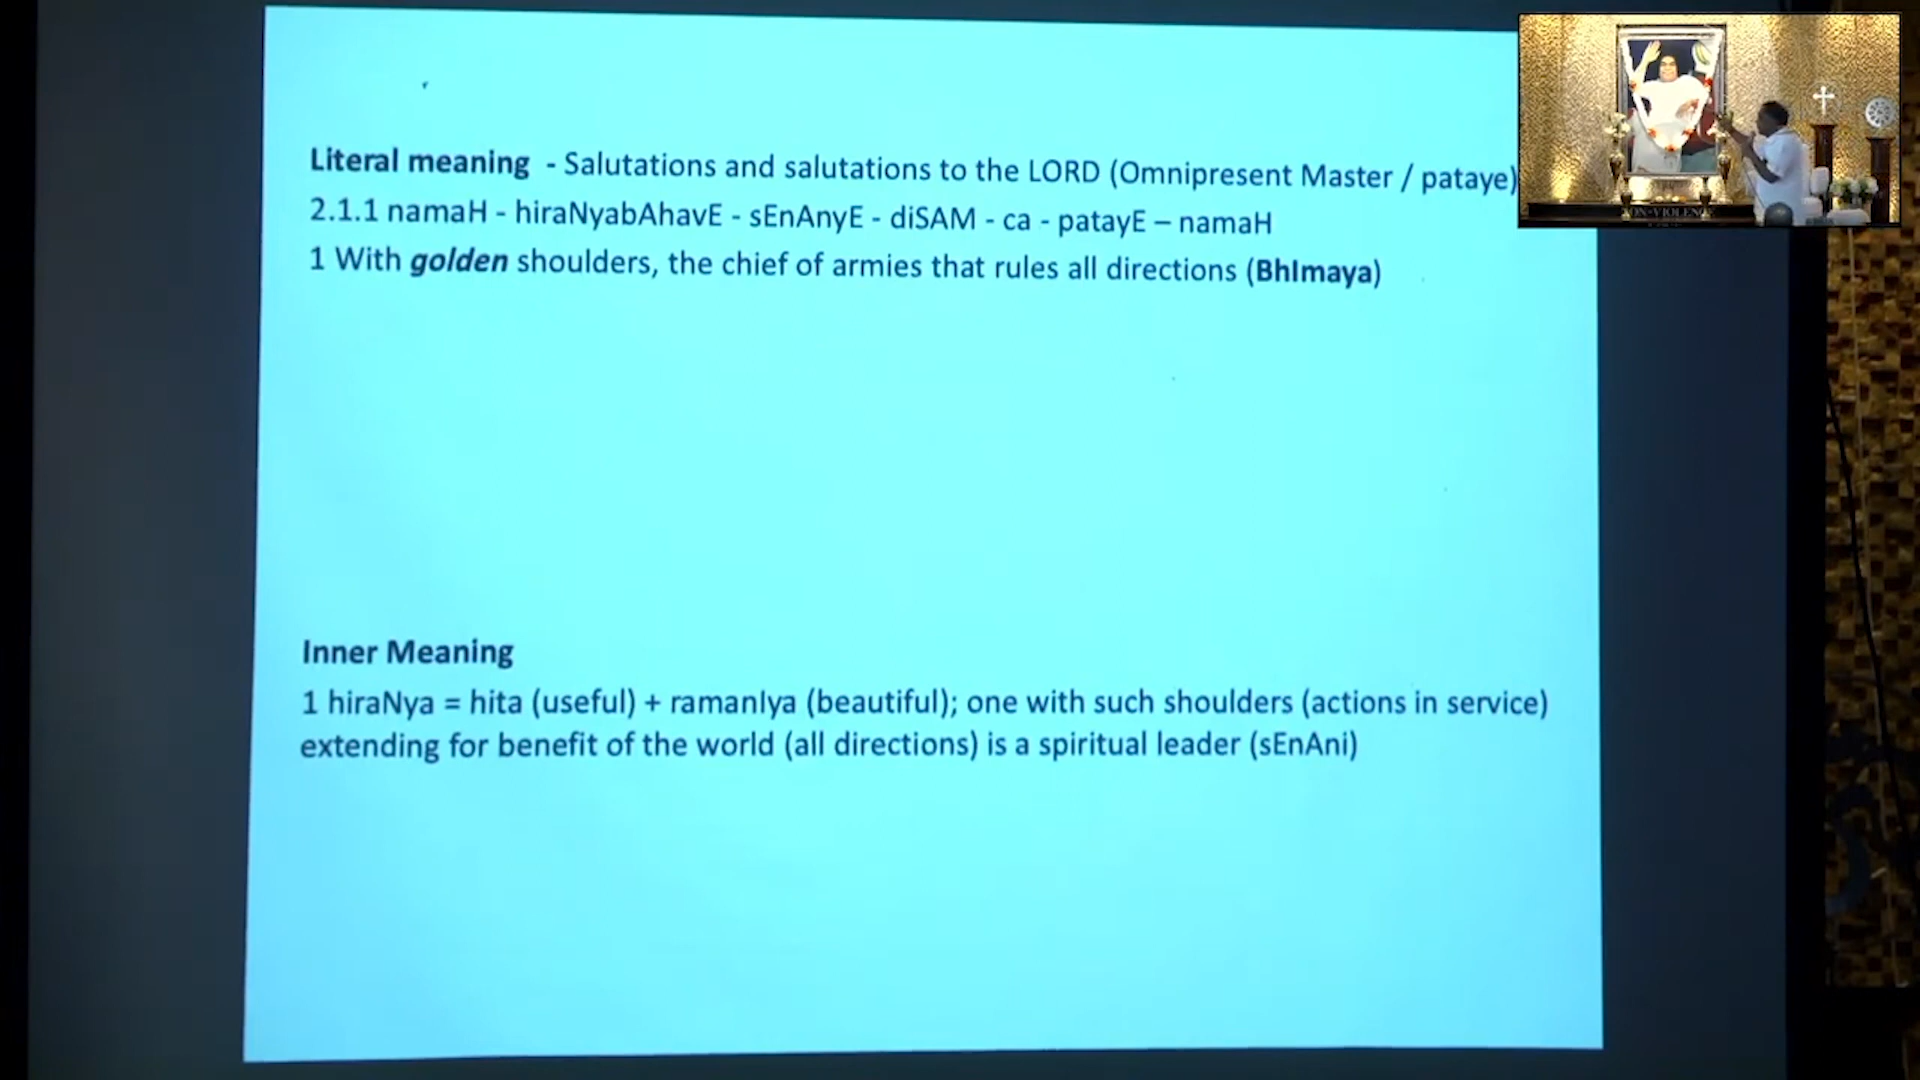 Literal meaning - Salutations and salutations to the LORD (Omnipresent Master / pataye)
2.1.1 namaH - hiraNyabAhavE - sEnAnyE - diSAM - ca - patayE – namaH
1 With golden shoulders, the chief of armies that rules all directions (BhImaya)
Inner Meaning
1 hiraNya = hita (useful) + ramanIya (beautiful); one with such shoulders (actions in service)
extending for benefit of the world (all directions) is a spiritual leader (sEnAni)
NON-VIOLENCE